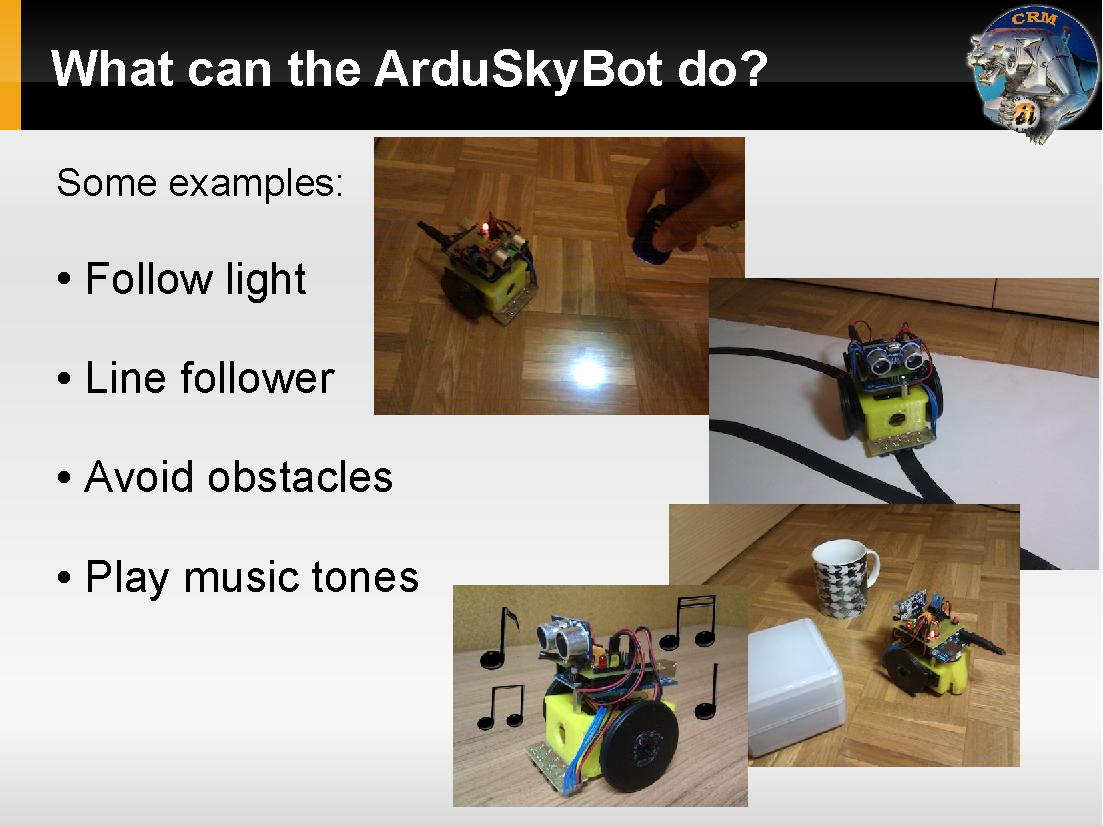 What can the ArduSkyBot do?
CRM
Some examples:
• Follow light
• Line follower
• Avoid obstacles
• Play music tones